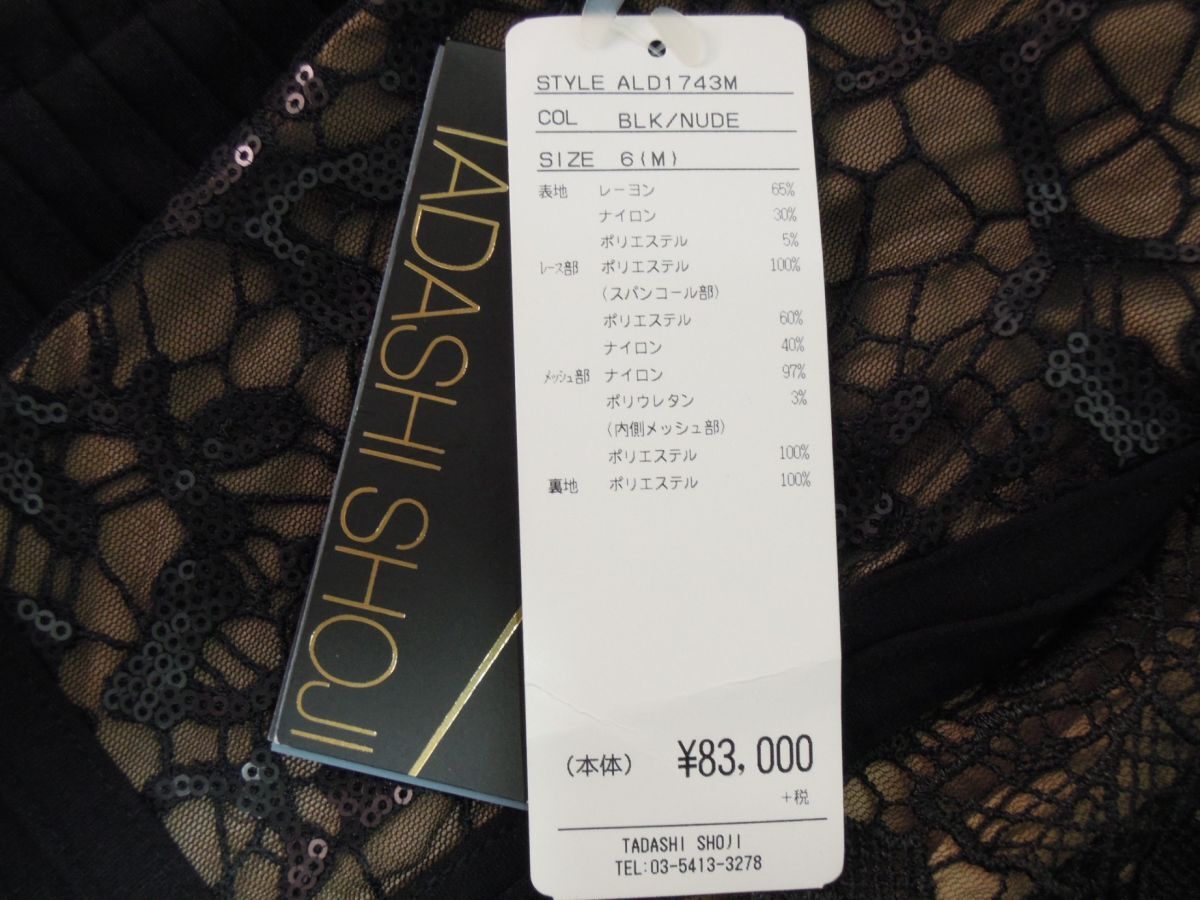 TADASHI SHOJI
STYLE ALD1743M
COL BLK/NUDE
SIZE 6(M)
表地 レーヨン 65%
ナイロン 30%
ポリエステル 5%
レース部 ポリエステル 100%
(スパンコール部)
ポリエステル 60%
ナイロン 40%
メッシュ部 ナイロン 97%
ポリウレタン 3%
(内側メッシュ部)
ポリエステル 100%
裏地 ポリエステル 100%
(本体) ¥83,000
+税
TADASHI SHOJI
TEL:03-5413-3278